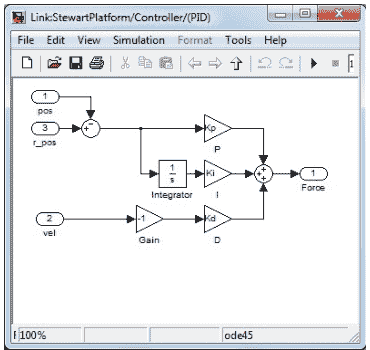 Link:StewartPlatform/Controller/(PID)
File Edit View Simulation Format Tools Help
1
1
pos
3
r_pos
Kp
P
1
s
Integrator
Ki
I
1
Force
2
vel
-1
Gain
Kd
D
100%
ode45